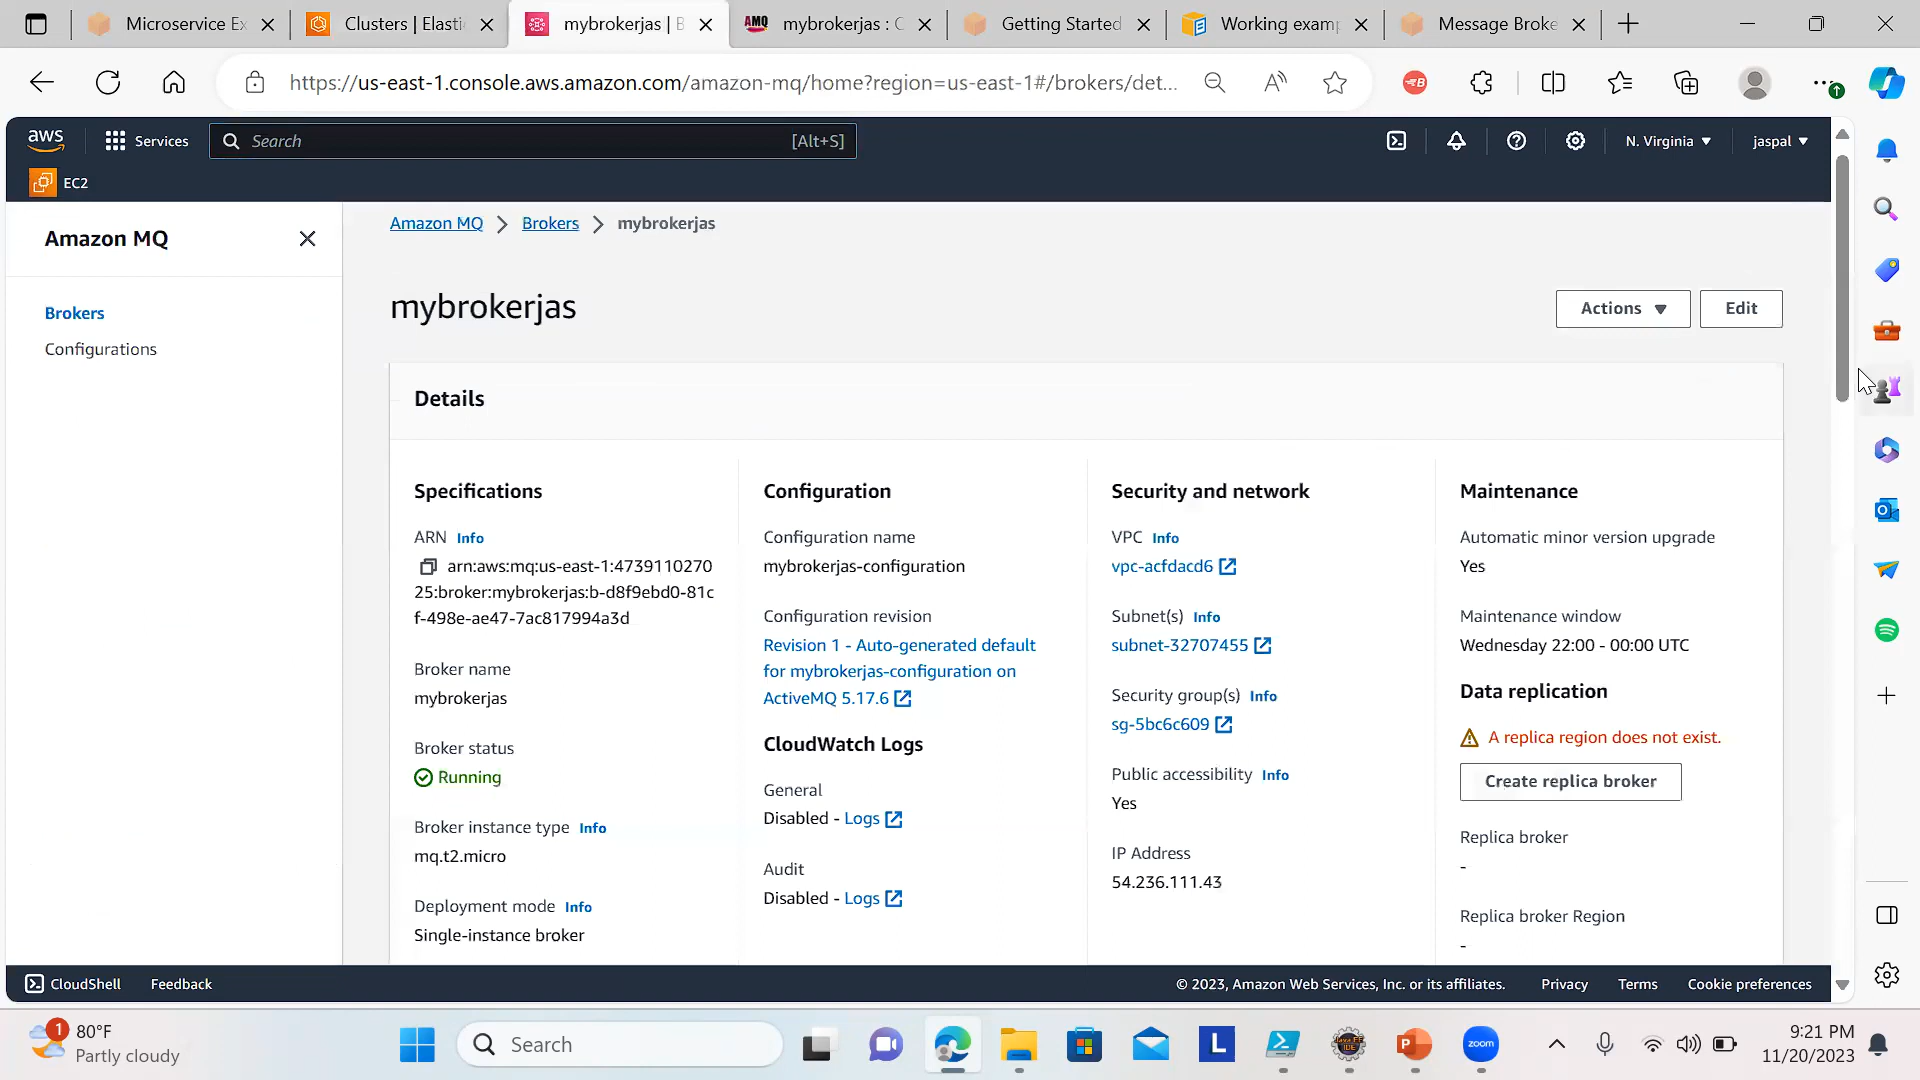 Microservice Ex
Clusters | Elasti
mybrokerjas | B
AMQ
mybrokerjas : C
Getting Started
Working examp
Message Broke
https://us-east-1.console.aws.amazon.com/amazon-mq/home?region=us-east-1#/brokers/det...
aws
Services
Search
[Alt+S]
N. Virginia
jaspal
EC2
Amazon MQ
Brokers
Configurations
Amazon MQ
Brokers
mybrokerjas
mybrokerjas
Actions
Edit
Details
Specifications
ARN Info
arn:aws:mq:us-east-1:4739110270
25:broker:mybrokerjas:b-d8f9ebd0-81c
f-498e-ae47-7ac817994a3d
Broker name
mybrokerjas
Broker status
Running
Broker instance type Info
mq.t2.micro
Deployment mode Info
Single-instance broker
Configuration
Configuration name
mybrokerjas-configuration
Configuration revision
Revision 1 - Auto-generated default
for mybrokerjas-configuration on
ActiveMQ 5.17.6
CloudWatch Logs
General
Disabled - Logs
Audit
Disabled - Logs
Security and network
VPC Info
vpc-acfdacd6
Subnet(s) Info
subnet-32707455
Security group(s) Info
sg-5bc6c609
Public accessibility Info
Yes
IP Address
54.236.111.43
Maintenance
Automatic minor version upgrade
Yes
Maintenance window
Wednesday 22:00 - 00:00 UTC
Data replication
A replica region does not exist.
Create replica broker
Replica broker
-
Replica broker Region
-
CloudShell
Feedback
© 2023, Amazon Web Services, Inc. or its affiliates.
Privacy
Terms
Cookie preferences
1
80°F
Partly cloudy
Search
L
zoom
9:21 PM
11/20/2023